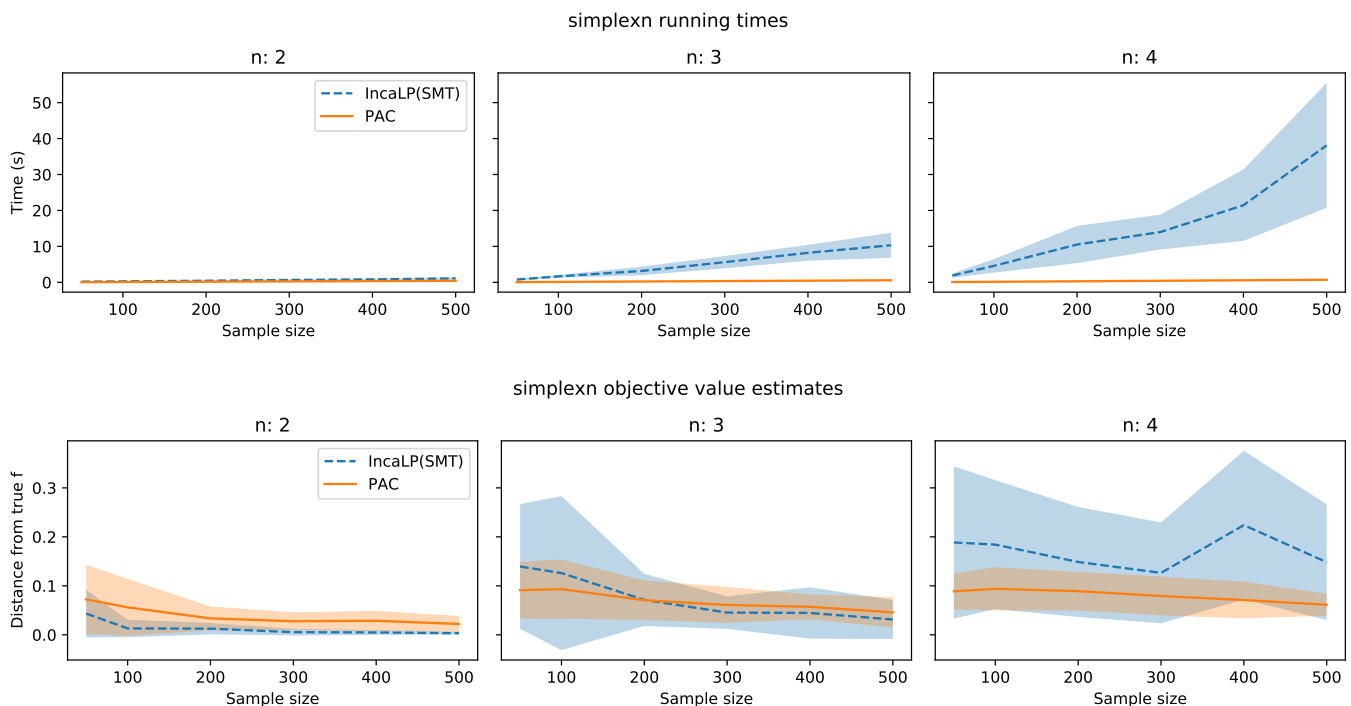 simplexn running times
n: 2
n: 3
n: 4
IncaLP(SMT)
PAC
Time (s)
50
40
30
20
10
0
100 200 300 400 500
100 200 300 400 500
100 200 300 400 500
Sample size
Sample size
Sample size
simplexn objective value estimates
n: 2
n: 3
n: 4
IncaLP(SMT)
PAC
Distance from true f
0.3
0.2
0.1
0.0
100 200 300 400 500
100 200 300 400 500
100 200 300 400 500
Sample size
Sample size
Sample size